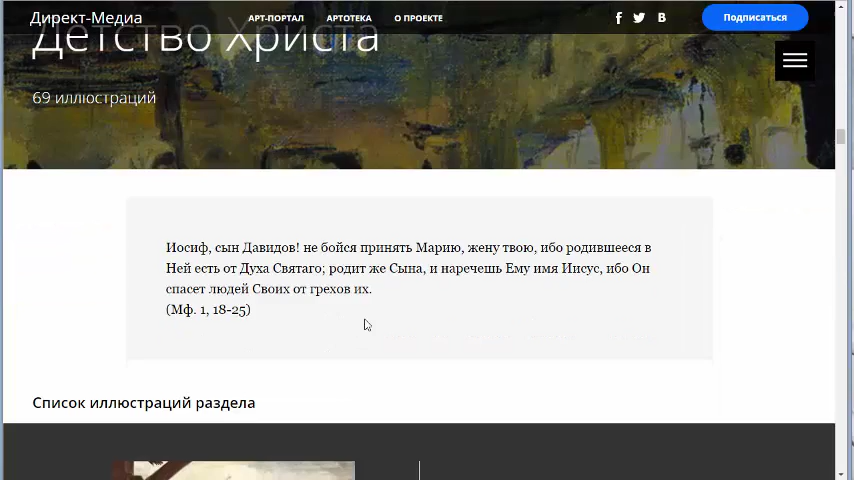 Директ-Медиа
АРТ-ПОРТАЛ АРТОТЕКА О ПРОЕКТЕ
Подписаться
Детство Христа
69 иллюстраций
Иосиф, сын Давидов! не бойся принять Марию, жену твою, ибо родившееся в
Ней есть от Духа Святаго; родит же Сына, и наречешь Ему имя Иисус, ибо Он
спасет людей Своих от грехов их.
(Мф. 1, 18-25)
Список иллюстраций раздела